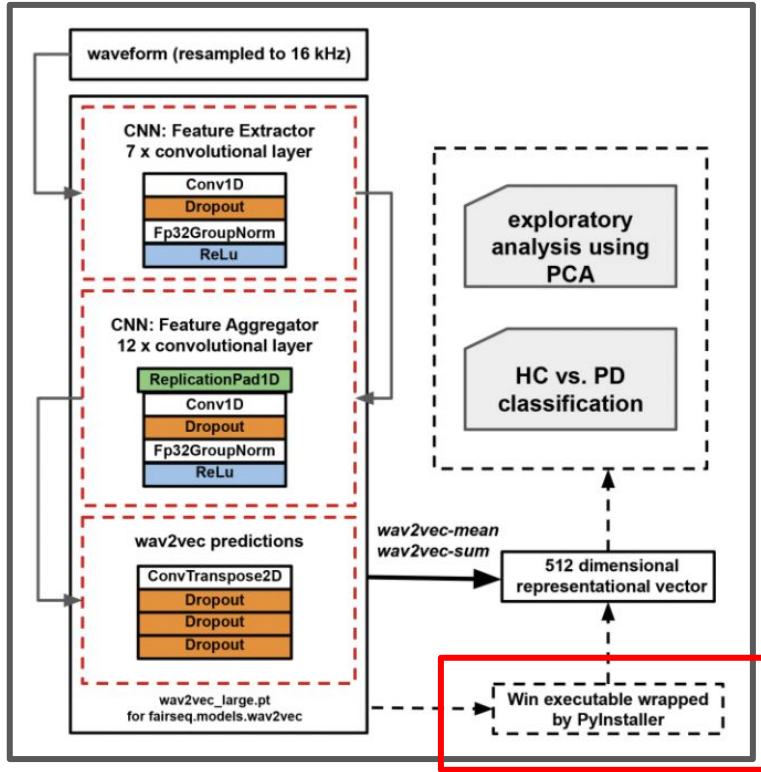 waveform (resampled to 16 kHz)
CNN: Feature Extractor
7 x convolutional layer
Conv1D
Dropout
Fp32GroupNorm
ReLu
CNN: Feature Aggregator
12 x convolutional layer
ReplicationPad1D
Conv1D
Dropout
Fp32GroupNorm
ReLu
wav2vec predictions
ConvTranspose2D
Dropout
Dropout
Dropout
wav2vec_large.pt
for fairseq.models.wav2vec
wav2vec-mean
wav2vec-sum
exploratory
analysis using
PCA
HC vs. PD
classification
512 dimensional
representational vector
Win executable wrapped
by PyInstaller